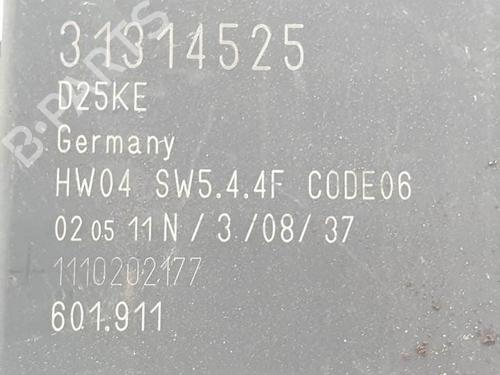 31314525
D25KE
Germany
HW04 SW5.4.4F CODE06
02 05 11 N / 3 / 08 / 37
1110202177
601.911
B-PARTS